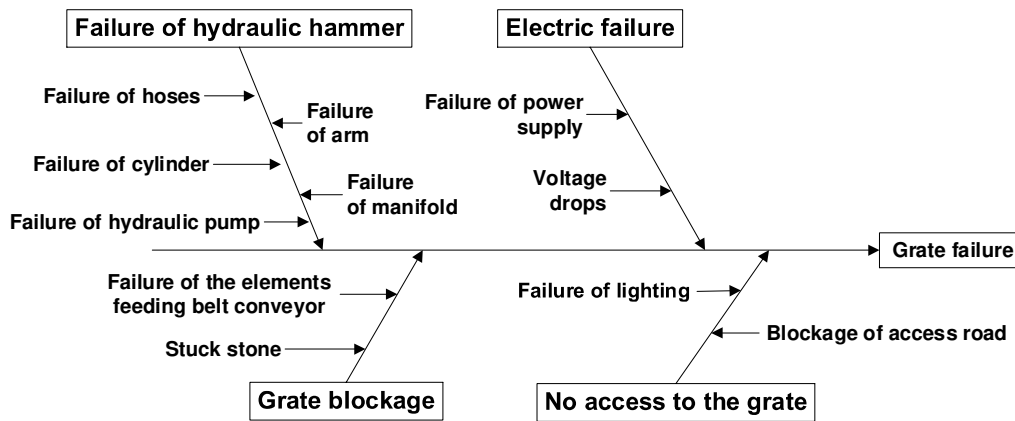 Failure of hydraulic hammer
Electric failure
Failure of hoses
Failure
of arm
Failure of power
supply
Failure of cylinder
Failure
of manifold
Voltage
drops
Failure of hydraulic pump
Grate failure
Failure of the elements
feeding belt conveyor
Failure of lighting
Stuck stone
Blockage of access road
Grate blockage
No access to the grate